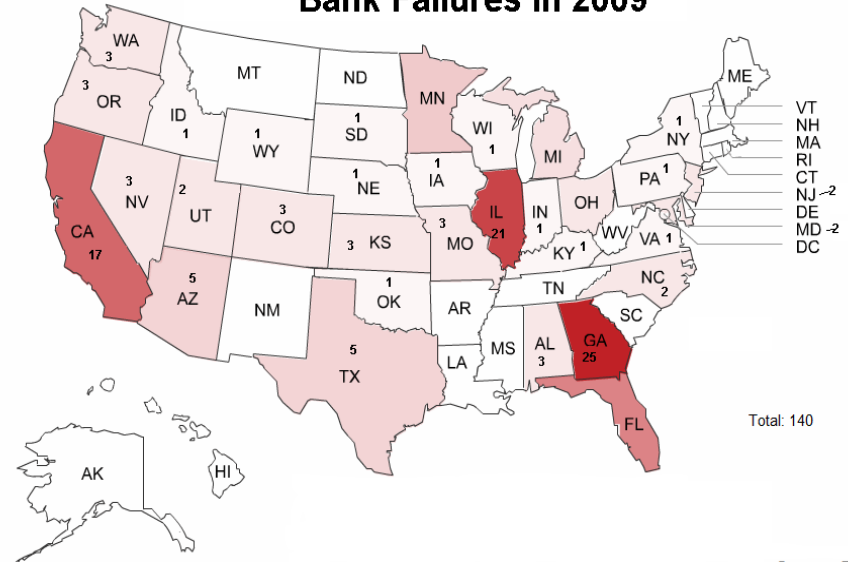 Bank Failures in 2009
WA
3
3
OR
MT
ND
MN
ME
ID
1
1
WY
1
SD
WI
1
MI
1
NY
VT
NH
MA
RI
CT
NJ -2
DE
MD -2
DC
3
NV
2
UT
3
CO
1
NE
1
IA
IL
21
IN
1
OH
PA 1
CA
17
3 KS
3
MO
KY 1
WV
VA 1
5
AZ
NM
1
OK
AR
TN
NC
2
SC
5
TX
LA
MS
AL
3
GA
25
FL
Total: 140
AK
HI